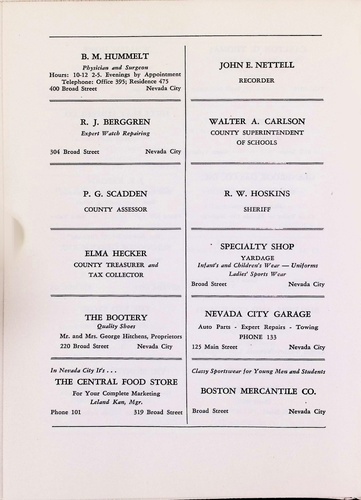 B. M. HUMMELT
Physician and Surgeon
Hours: 10-12 2-5. Evenings by Appointment
Telephone: Office 395; Residence 475
400 Broad Street Nevada City
R. J. BERGGREN
Expert Watch Repairing
304 Broad Street Nevada City
P. G. SCADDEN
COUNTY ASSESSOR
ELMA HECKER
COUNTY TREASURER and
TAX COLLECTOR
THE BOOTERY
Quality Shoes
Mr. and Mrs. George Hitchens, Proprietors
220 Broad Street Nevada City
In Nevada City It's . . .
THE CENTRAL FOOD STORE
For Your Complete Marketing
Leland Kan, Mgr.
Phone 101 319 Broad Street
JOHN E. NETTELL
RECORDER
WALTER A. CARLSON
COUNTY SUPERINTENDENT
OF SCHOOLS
R. W. HOSKINS
SHERIFF
SPECIALTY SHOP
YARDAGE
Infant's and Children's Wear — Uniforms
Ladies' Sports Wear
Broad Street Nevada City
NEVADA CITY GARAGE
Auto Parts - Expert Repairs - Towing
PHONE 133
125 Main Street Nevada City
Classy Sportswear for Young Men and Students
BOSTON MERCANTILE CO.
Broad Street Nevada City